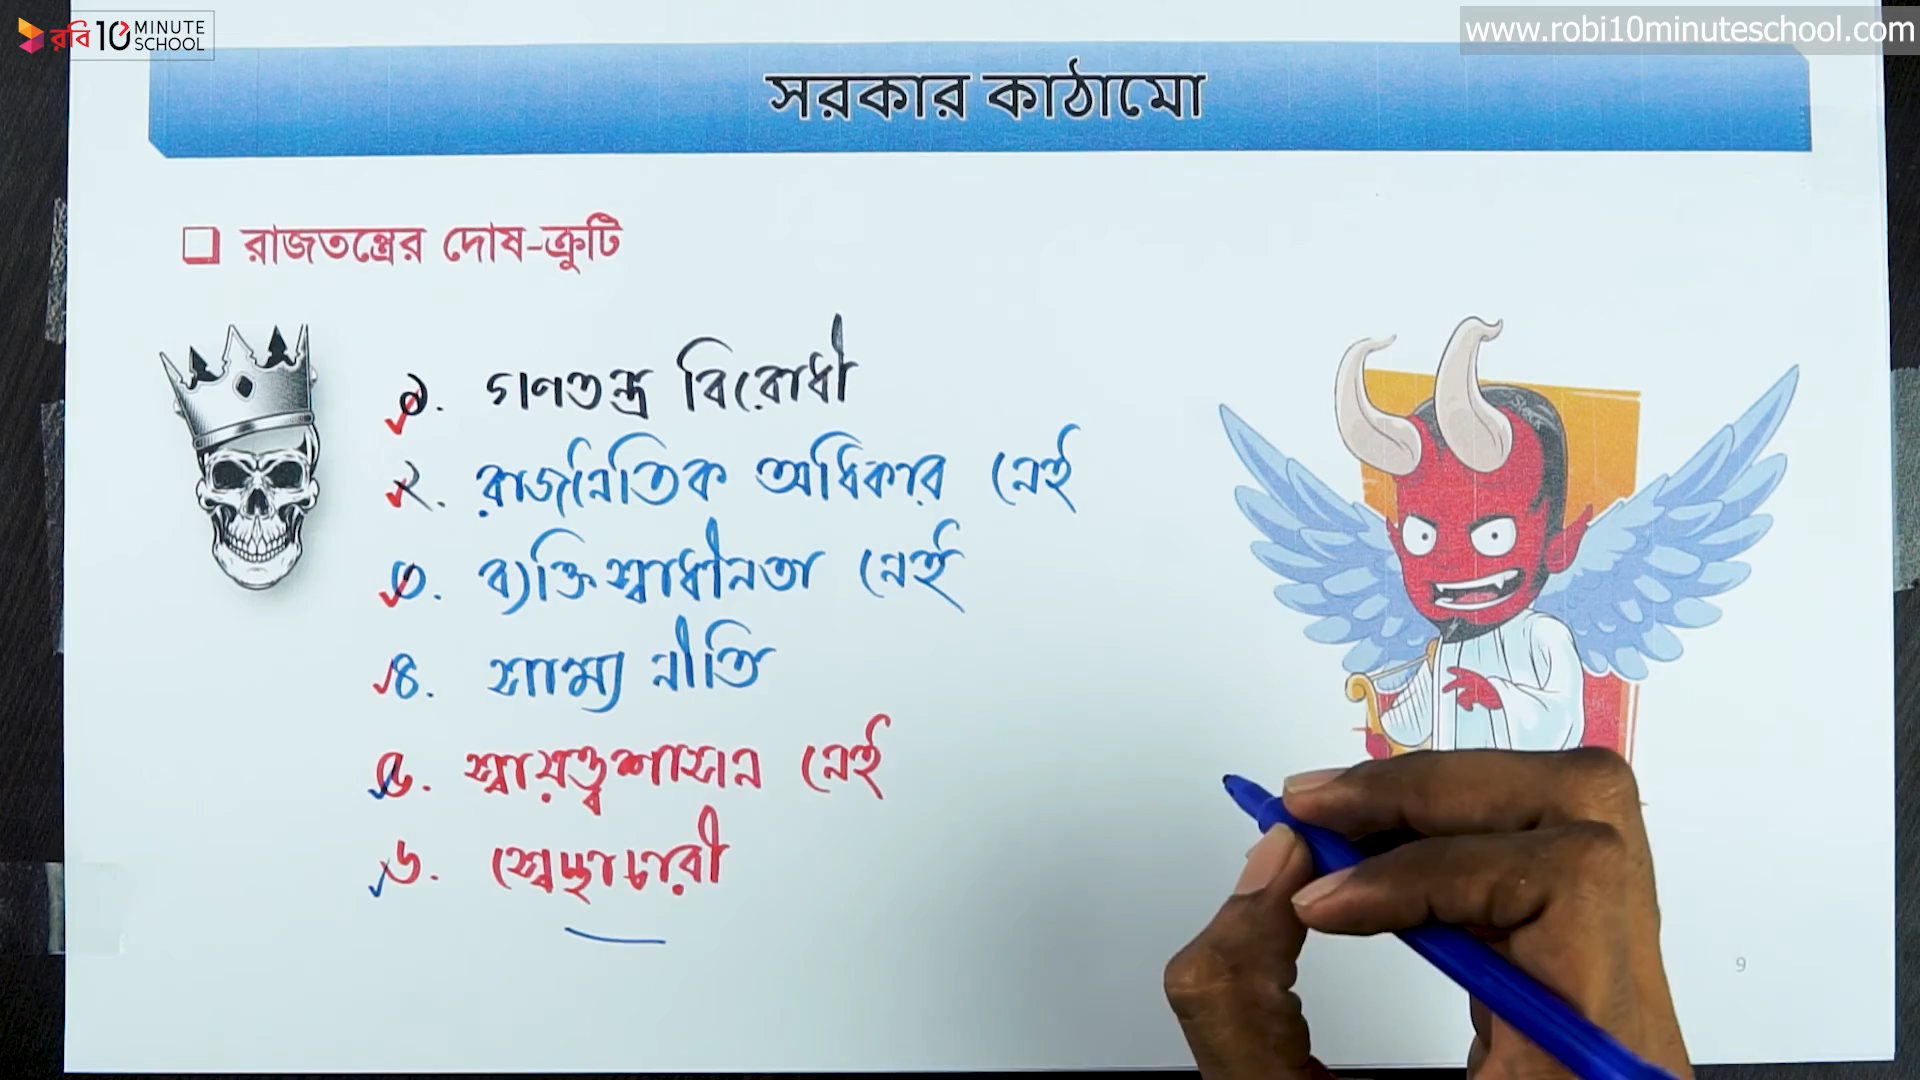 রবি 10 MINUTE SCHOOL
www.robi10minuteschool.com
সরকার কাঠামো
রাজতন্ত্রের দোষ-ত্রুটি
১. গণতন্ত্র বিরোধী
২. রাজনিতিক অধিকার নেই
৩. ব্যক্তিস্বাধীনতা নেই
৪. সাম্য নীতি
৫. স্বায়ত্ত্বশাসন নেই
৬. স্বেচ্ছাচারী
9